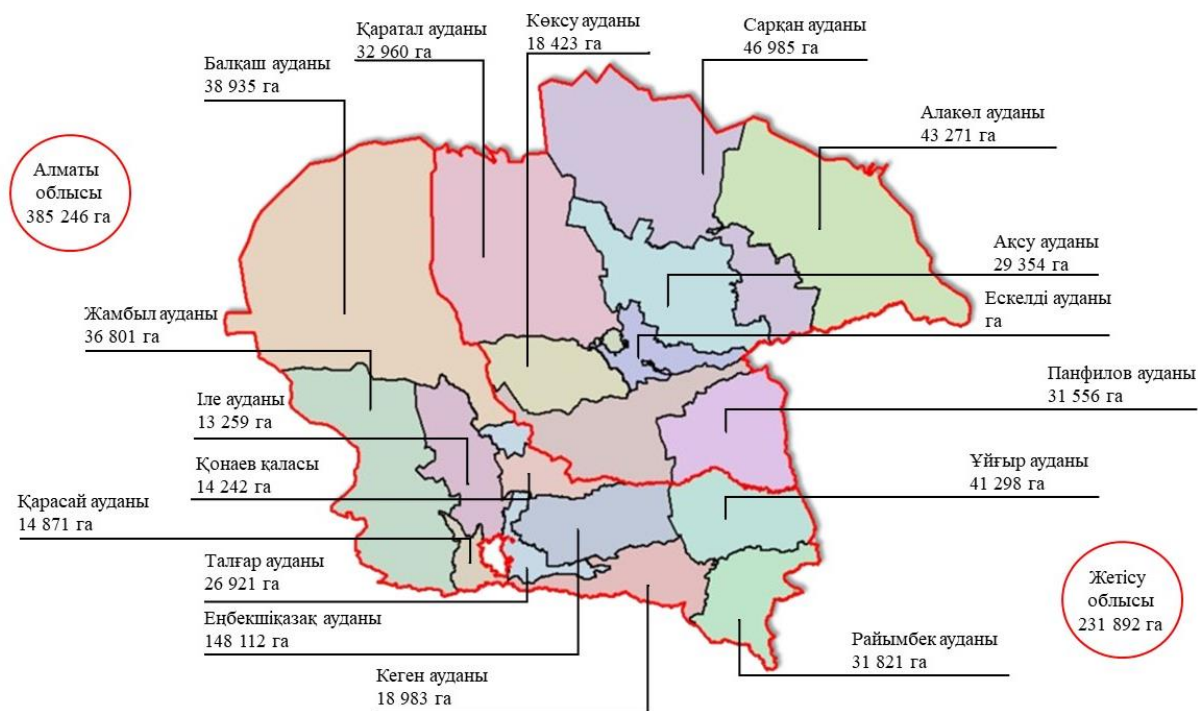 Көксу ауданы
18 423 га
Қаратал ауданы
32 960 га
Сарқан ауданы
46 985 га
Балқаш ауданы
38 935 га
Алакөл ауданы
43 271 га
Алматы
облысы
385 246 га
Ақсу ауданы
29 354 га
Ескелді ауданы
га
Жамбыл ауданы
36 801 га
Панфилов ауданы
31 556 га
Іле ауданы
13 259 га
Қонаев қаласы
14 242 га
Ұйғыр ауданы
41 298 га
Қарасай ауданы
14 871 га
Талғар ауданы
26 921 га
Жетісу
облысы
231 892 га
Еңбекшіқазақ ауданы
148 112 га
Райымбек ауданы
31 821 га
Кеген ауданы
18 983 га